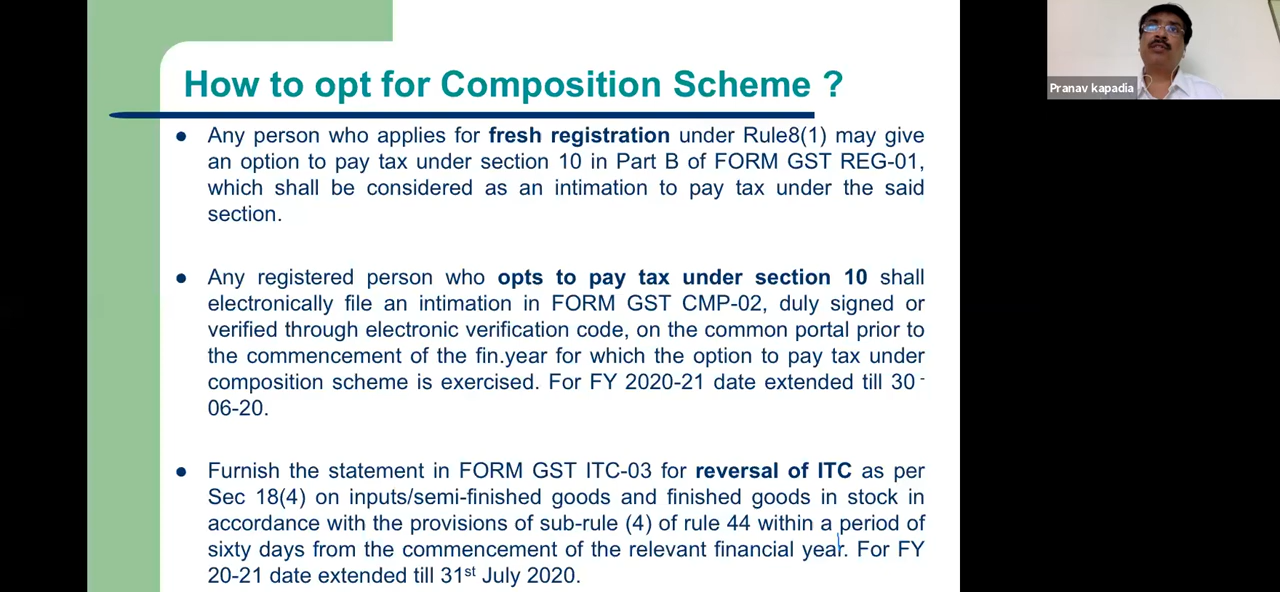 How to opt for Composition Scheme ?
Pranav kapadia
● Any person who applies for fresh registration under Rule8(1) may give
an option to pay tax under section 10 in Part B of FORM GST REG-01,
which shall be considered as an intimation to pay tax under the said
section.
● Any registered person who opts to pay tax under section 10 shall
electronically file an intimation in FORM GST CMP-02, duly signed or
verified through electronic verification code, on the common portal prior to
the commencement of the fin.year for which the option to pay tax under
composition scheme is exercised. For FY 2020-21 date extended till 30-
06-20.
● Furnish the statement in FORM GST ITC-03 for reversal of ITC as per
Sec 18(4) on inputs/semi-finished goods and finished goods in stock in
accordance with the provisions of sub-rule (4) of rule 44 within a period of
sixty days from the commencement of the relevant financial year. For FY
20-21 date extended till 31st July 2020.